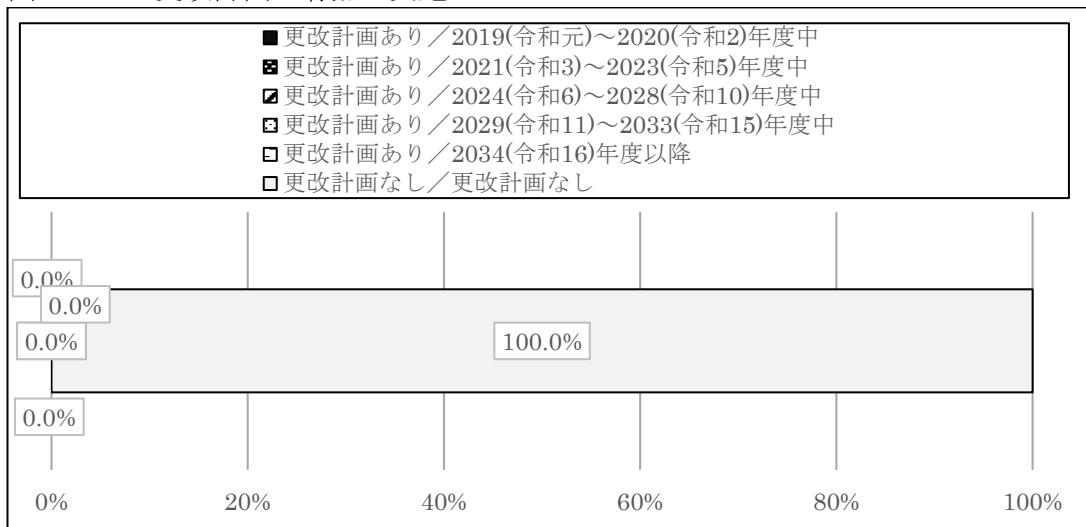 更改計画あり／2019(令和元)～2020(令和2)年度中
更改計画あり／2021(令和3)～2023(令和5)年度中
更改計画あり／2024(令和6)～2028(令和10)年度中
更改計画あり／2029(令和11)～2033(令和15)年度中
更改計画あり／2034(令和16)年度以降
更改計画なし／更改計画なし
0.0%
0.0%
0.0%
100.0%
0.0%
0% 20% 40% 60% 80% 100%